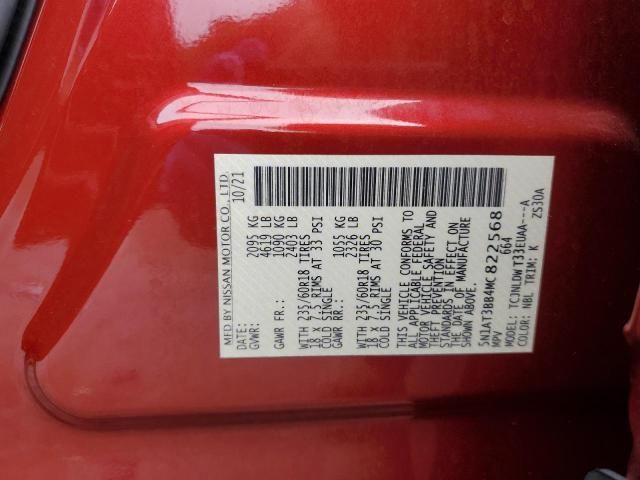 MFD BY NISSAN MOTOR CO., LTD.
DATE: 10/21
GVWR: 2095 KG
4619 LB
GAWR FR.: 1090 KG
2403 LB
WITH 235/60R18 TIRES
18 x 7.5 RIMS AT 33 PSI
COLD SINGLE
GAWR RR.: 1055 KG
2326 LB
WITH 235/60R18 TIRES
18 x 7.5 RIMS AT 30 PSI
COLD SINGLE
THIS VEHICLE CONFORMS TO
ALL APPLICABLE FEDERAL
MOTOR VEHICLE SAFETY AND
THEFT PREVENTION
STANDARDS IN EFFECT ON
THE DATE OF MANUFACTURE
SHOWN ABOVE.
5N1AT3BB4MC822568
MPV 664
MODEL: TCJNLDW T33EUAA---A
COLOR: NBL TRIM: K ZS30A